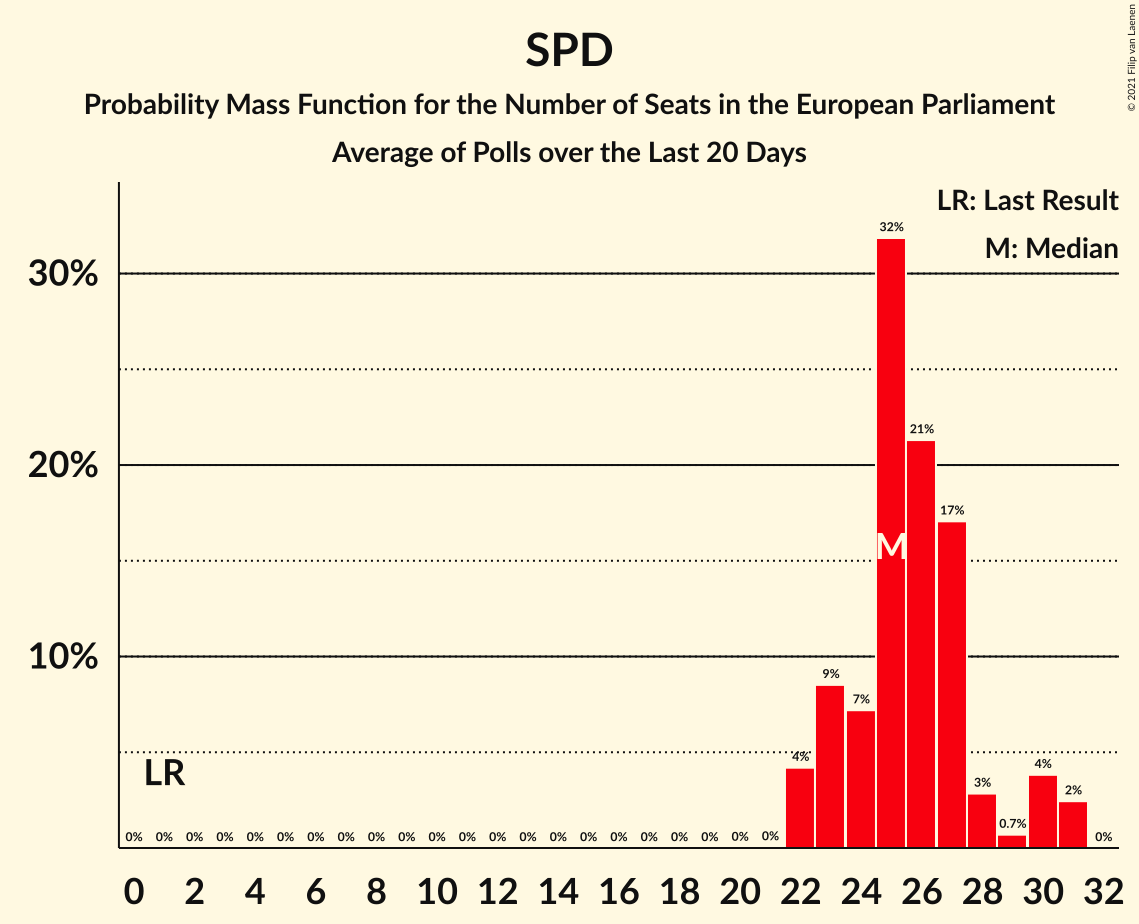 SPD
Probability Mass Function for the Number of Seats in the European Parliament
Average of Polls over the Last 20 Days
© 2021 Filip van Laenen
LR: Last Result
M: Median
30%
20%
10%
32%
21%
17%
M
9%
7%
4%
3%
0.7%
4%
2%
LR
0% 0% 0% 0% 0% 0% 0% 0% 0% 0% 0% 0% 0% 0% 0% 0% 0% 0% 0% 0% 0% 0% 0%
0 2 4 6 8 10 12 14 16 18 20 22 24 26 28 30 32